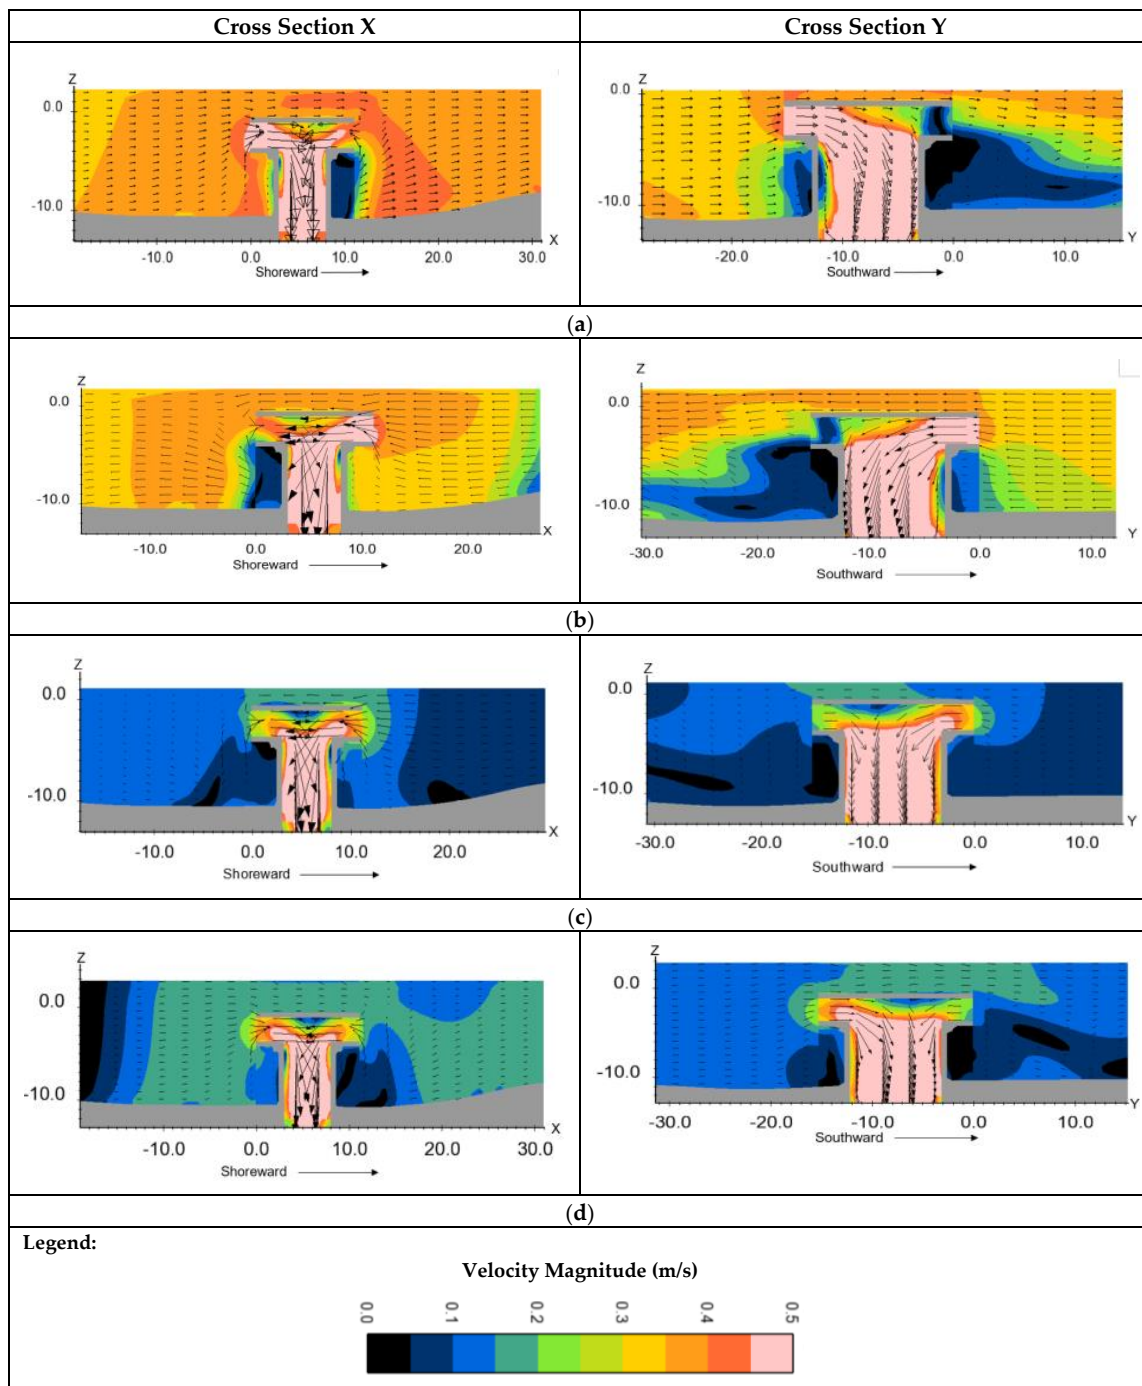 Cross Section X
Cross Section Y
Z
0.0
-10.0
-10.0 0.0 10.0 20.0 30.0
X
Shoreward
Z
0.0
-10.0
-20.0 -10.0 0.0 10.0
Y
Southward
(a)
Z
0.0
-10.0
-10.0 0.0 10.0 20.0
X
Shoreward
Z
0.0
-10.0
-30.0 -20.0 -10.0 0.0 10.0
Y
Southward
(b)
Z
0.0
-10.0
-10.0 0.0 10.0 20.0
X
Shoreward
Z
0.0
-10.0
-30.0 -20.0 -10.0 0.0 10.0
Y
Southward
(c)
Z
0.0
-10.0
-10.0 0.0 10.0 20.0 30.0
X
Shoreward
Z
0.0
-10.0
-30.0 -20.0 -10.0 0.0 10.0
Y
Southward
(d)
Legend:
Velocity Magnitude (m/s)
0.0 0.1 0.2 0.3 0.4 0.5